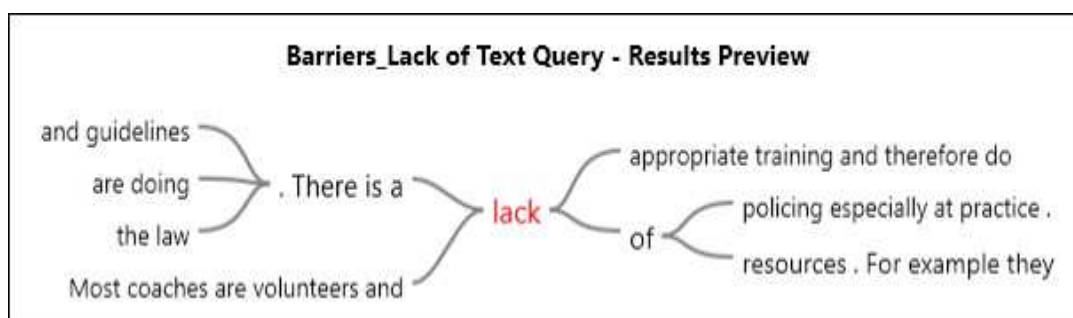 Barriers_Lack of Text Query - Results Preview
and guidelines
are doing
the law
. There is a
Most coaches are volunteers and
lack
appropriate training and therefore do
of
policing especially at practice .
resources . For example they